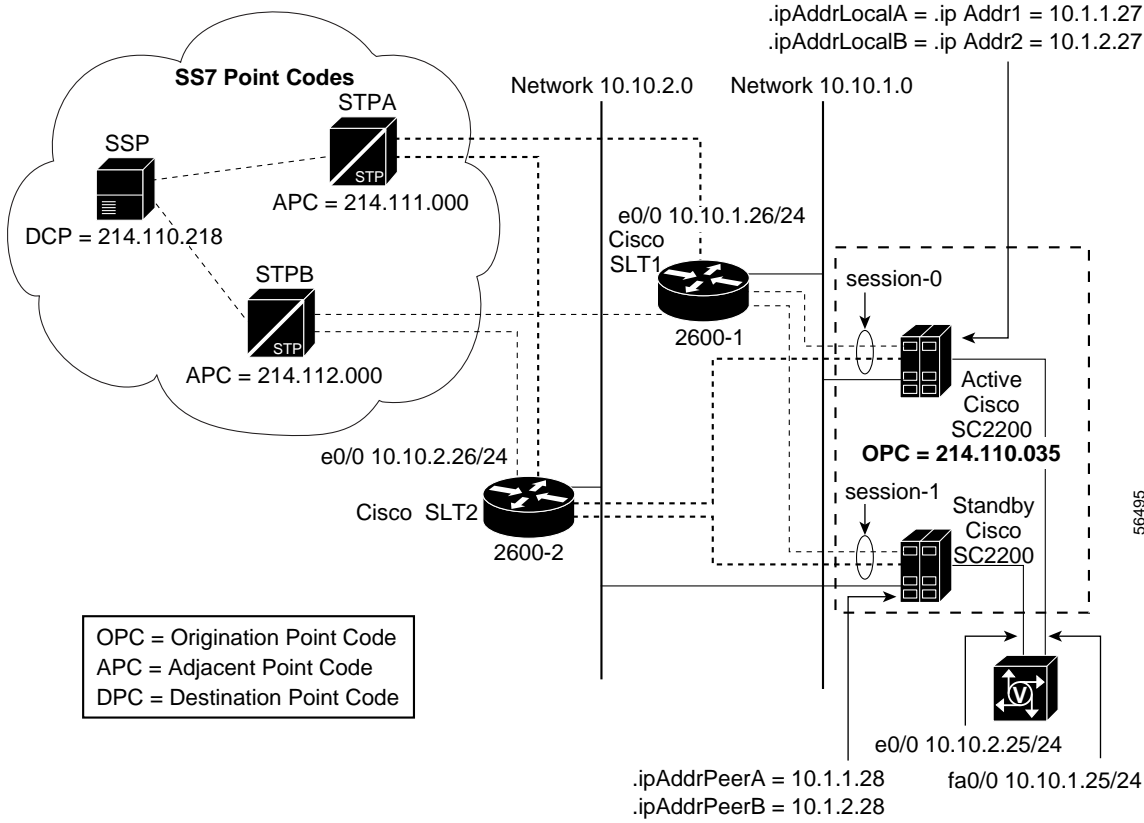 .ipAddrLocalA = .ip Addr1 = 10.1.1.27
.ipAddrLocalB = .ip Addr2 = 10.1.2.27
SS7 Point Codes
Network 10.10.2.0
Network 10.10.1.0
STPA
SSP
STP
APC = 214.111.000
DCP = 214.110.218
e0/0 10.10.1.26/24
Cisco
SLT1
STPB
session-0
2600-1
STP
APC = 214.112.000
Active
Cisco
SC2200
OPC = 214.110.035
e0/0 10.10.2.26/24
session-1
Cisco SLT2
Standby
Cisco
SC2200
2600-2
56495
OPC = Origination Point Code
APC = Adjacent Point Code
DPC = Destination Point Code
V
e0/0 10.10.2.25/24
.ipAddrPeerA = 10.1.1.28
fa0/0 10.10.1.25/24
.ipAddrPeerB = 10.1.2.28